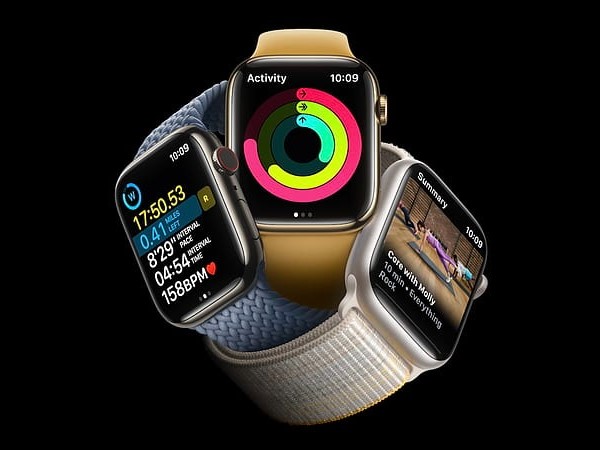 Activity 10:09
10:09
W
17:50.53
R
0.41 MILES LEFT
8'29" INTERVAL PACE
04:54 INTERVAL TIME
158BPM
Summary
10:09
Core with Molly
10 min • Everything
Rock